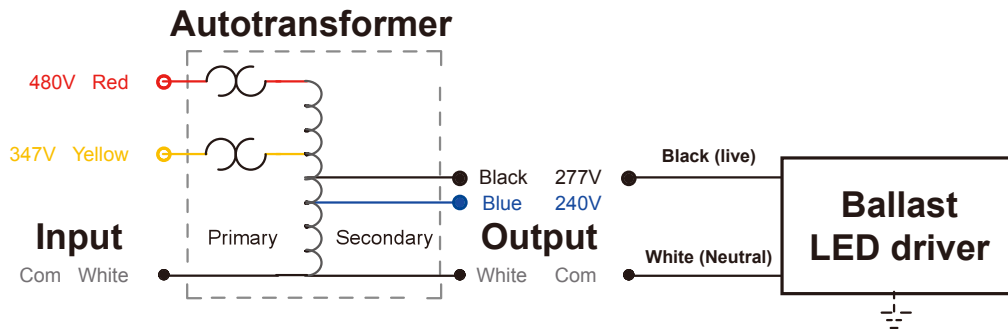 Autotransformer
480V Red
347V Yellow
Black 277V
Blue 240V
Black (live)
Ballast
LED driver
Input
Primary
Secondary
Output
White (Neutral)
Com White
White Com